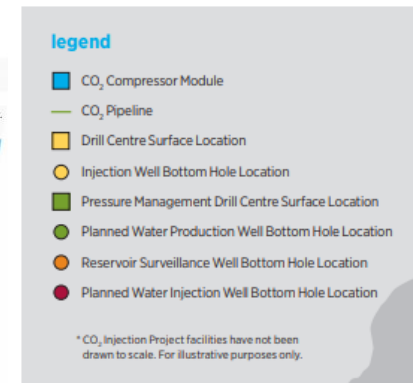 legend
CO₂ Compressor Module
CO₂ Pipeline
Drill Centre Surface Location
Injection Well Bottom Hole Location
Pressure Management Drill Centre Surface Location
Planned Water Production Well Bottom Hole Location
Reservoir Surveillance Well Bottom Hole Location
Planned Water Injection Well Bottom Hole Location
* CO₂ Injection Project facilities have not been
drawn to scale. For illustrative purposes only.